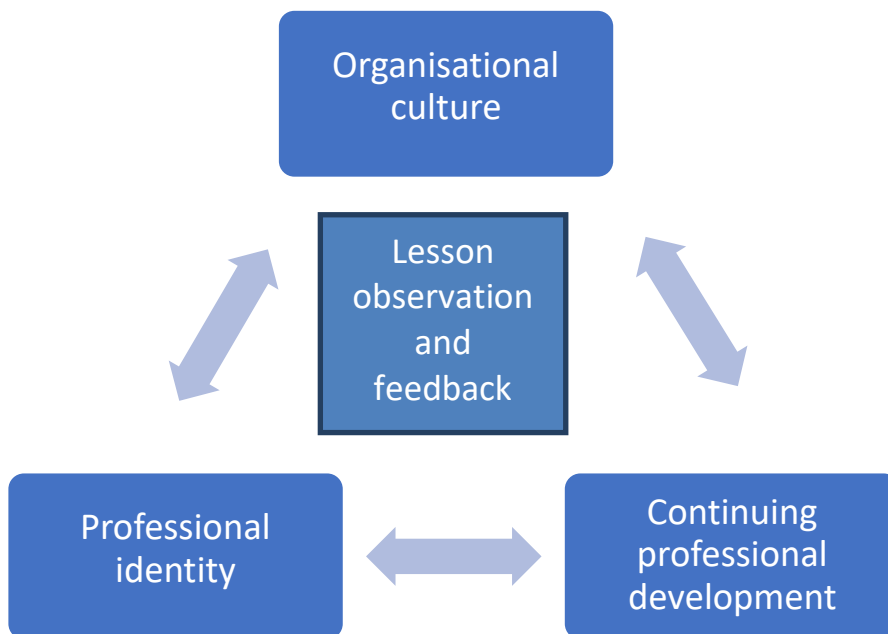 Organisational
culture
Lesson
observation
and
feedback
Professional
identity
Continuing
professional
development